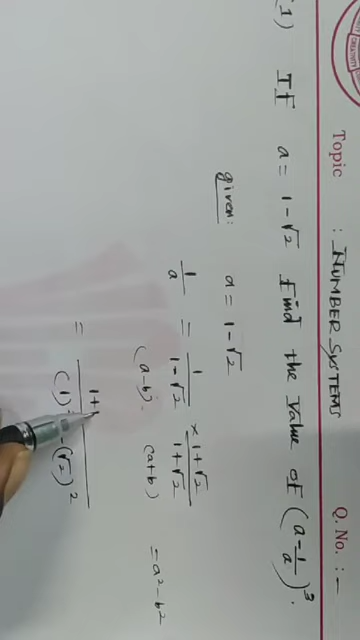 Topic : NUMBER SYSTEMS Q. No. : -
1) If a = 1-√2 find the value of (a - 1/a)³.
given: a = 1-√2
1/a = 1/1-√2 × 1+√2/1+√2
(a-b) (a+b) = a²-b²
= 1+/(1) -(√2)²